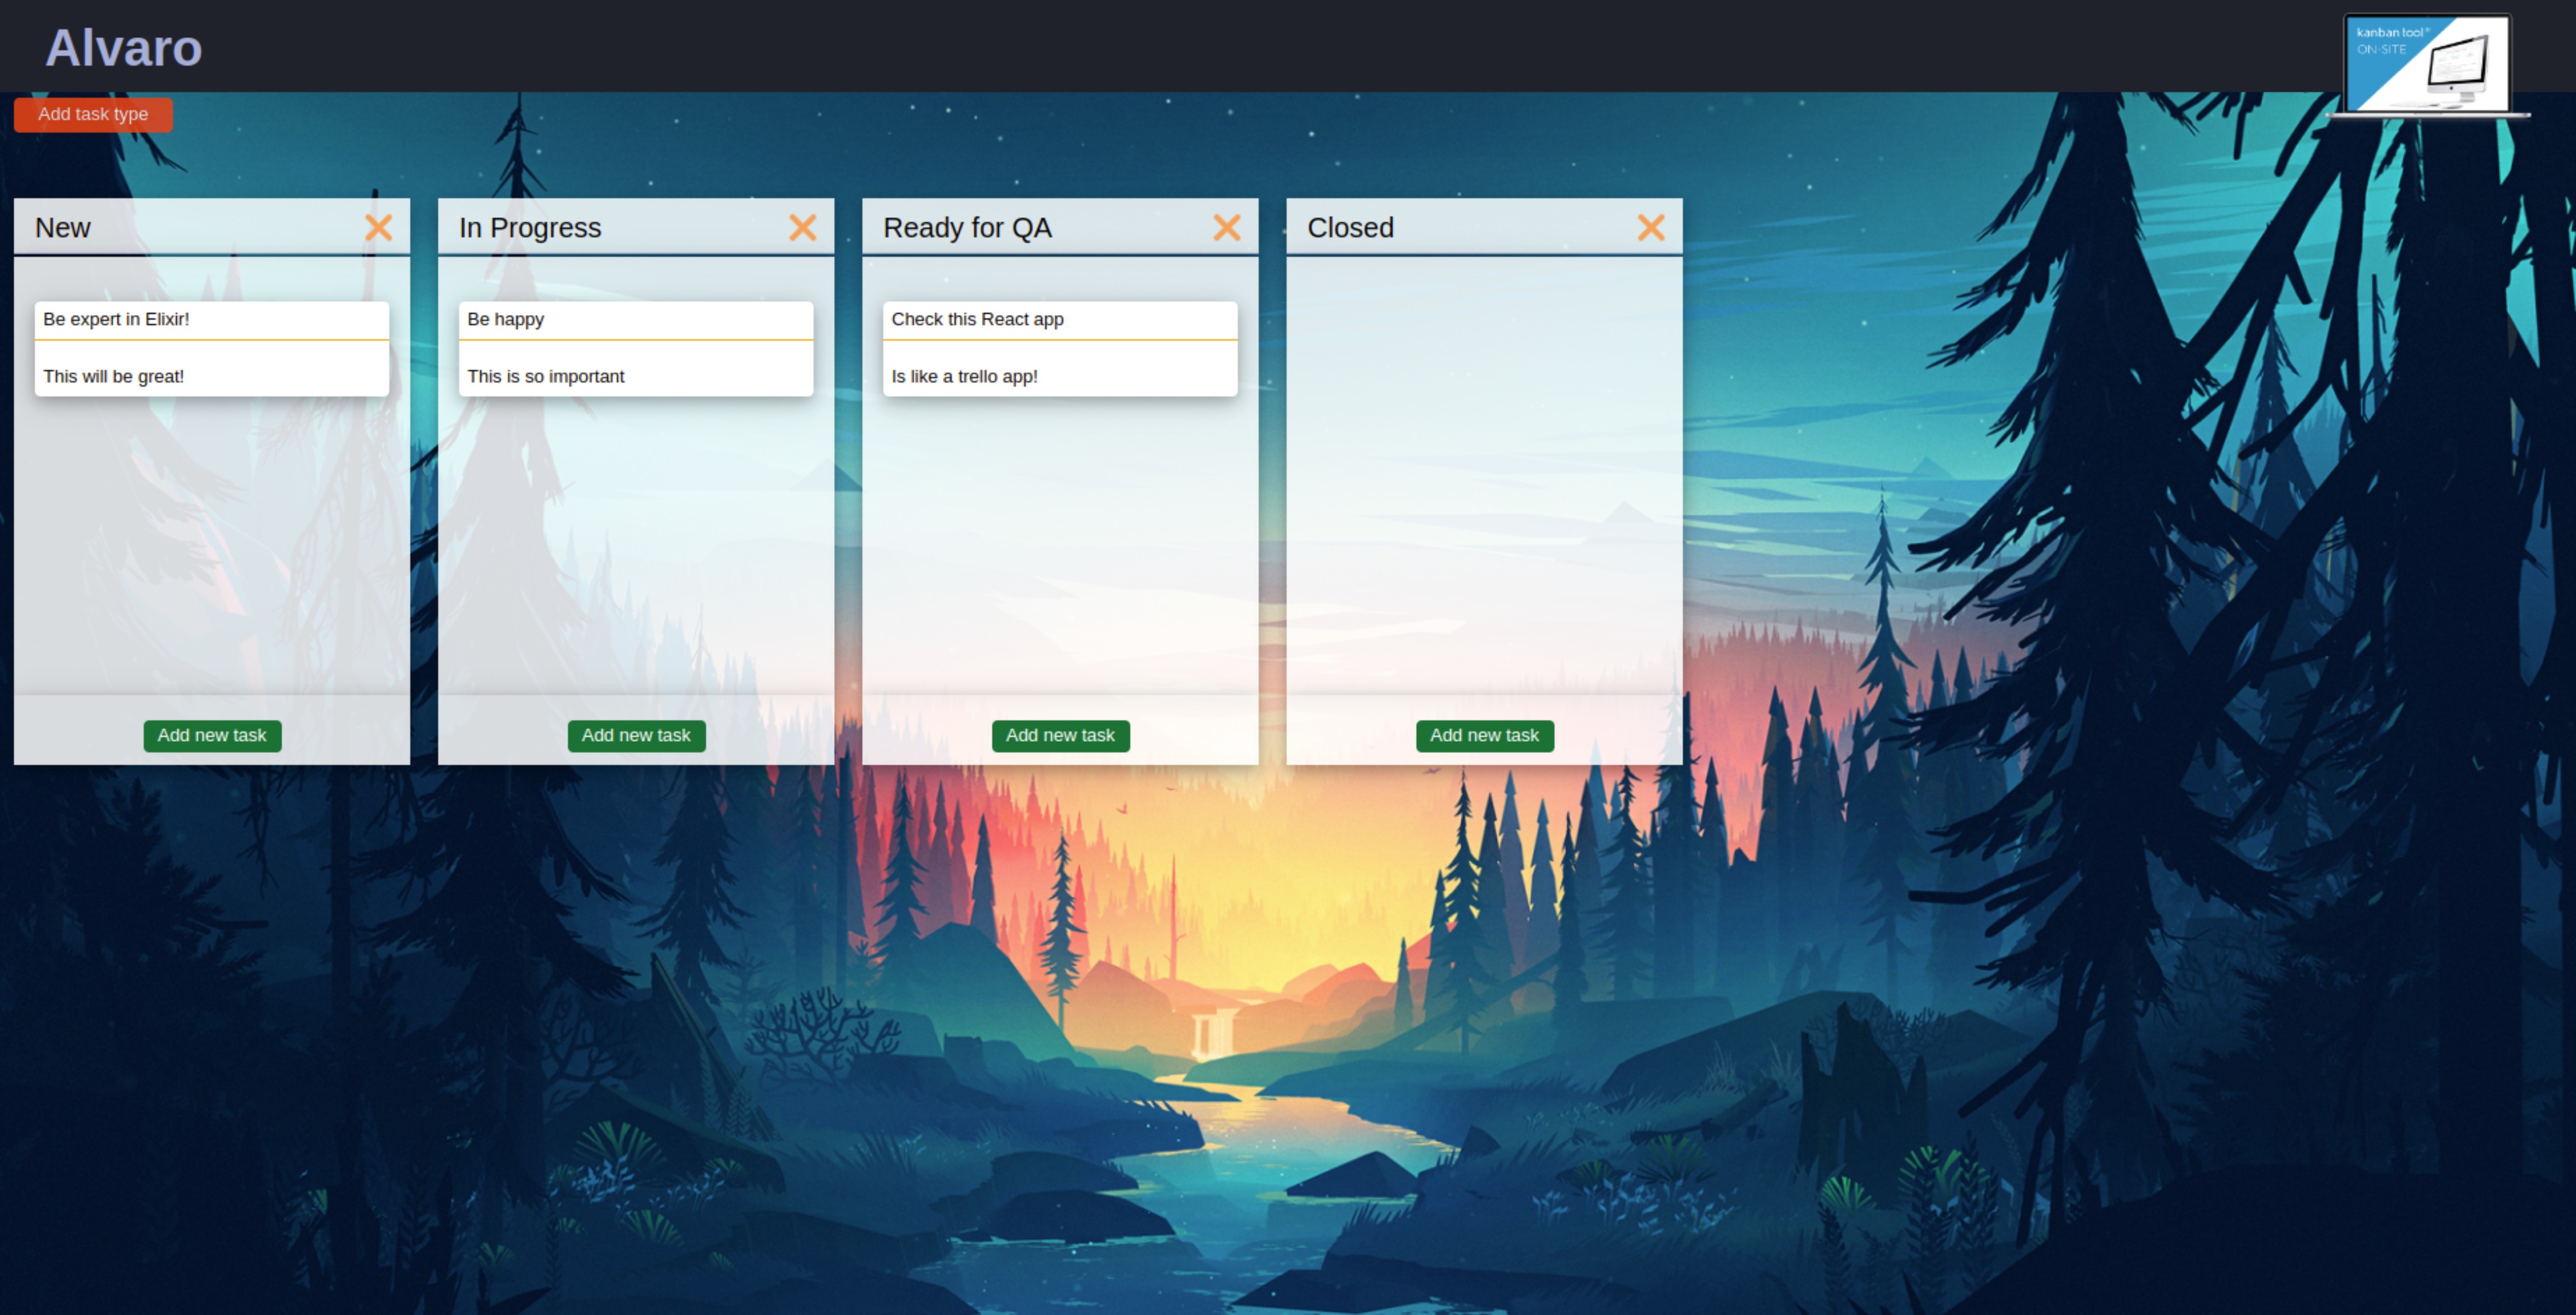 Alvaro
kanban tool®
ON-SITE
Add task type
New
In Progress
Ready for QA
Closed
Be expert in Elixir!
This will be great!
Be happy
This is so important
Check this React app
Is like a trello app!
Add new task
Add new task
Add new task
Add new task